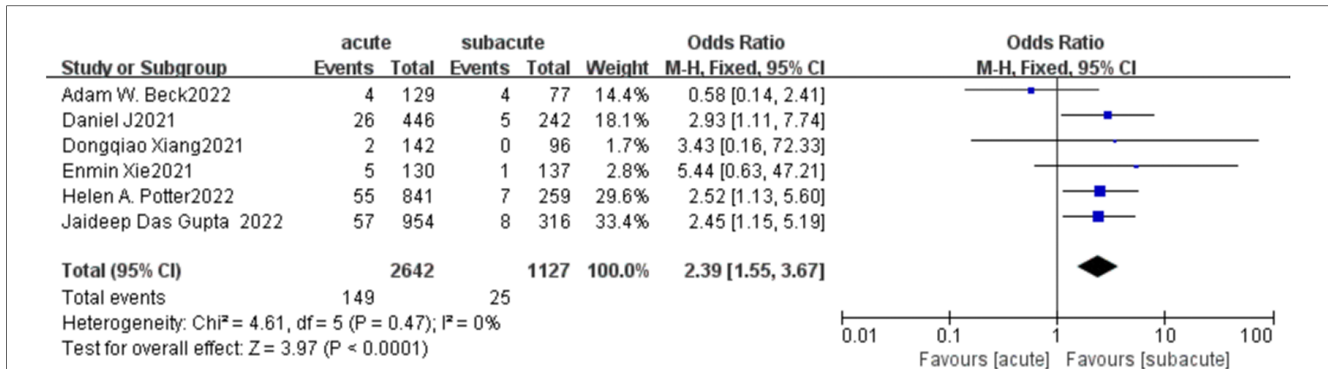 acute subacute Odds Ratio Odds Ratio
Study or Subgroup Events Total Events Total Weight M-H, Fixed, 95% CI M-H, Fixed, 95% CI
Adam W. Beck2022 4 129 4 77 14.4% 0.58 [0.14, 2.41]
Daniel J2021 26 446 5 242 18.1% 2.93 [1.11, 7.74]
Dongqiao Xiang2021 2 142 0 96 1.7% 3.43 [0.16, 72.33]
Enmin Xie2021 5 130 1 137 2.8% 5.44 [0.63, 47.21]
Helen A. Potter2022 55 841 7 259 29.6% 2.52 [1.13, 5.60]
Jaideep Das Gupta 2022 57 954 8 316 33.4% 2.45 [1.15, 5.19]
Total (95% CI) 2642 1127 100.0% 2.39 [1.55, 3.67]
Total events 149 25
Heterogeneity: Chi² = 4.61, df = 5 (P = 0.47); I² = 0%
Test for overall effect: Z = 3.97 (P < 0.0001)
0.01 0.1 1 10 100
Favours [acute] Favours [subacute]